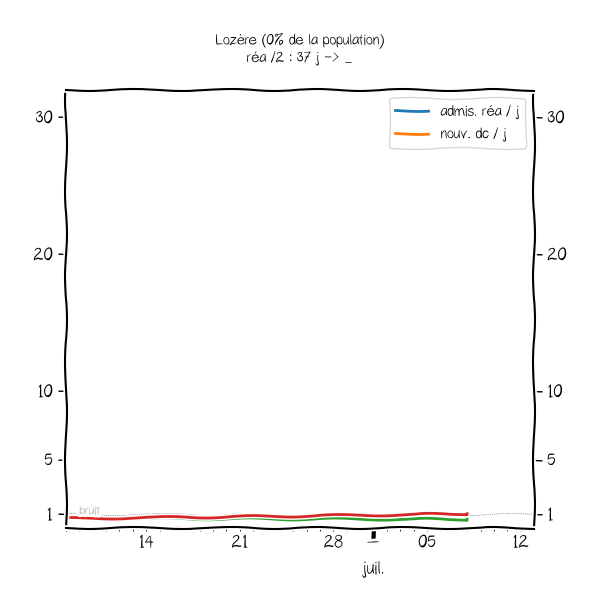 Lozère (0% de la population)
réa /2 : 37 j -> _
admis. réa / j
nouv. dc / j
30 30
20 20
10 10
5 5
1 bruit 1
14 21 28 1 05 12
juil.